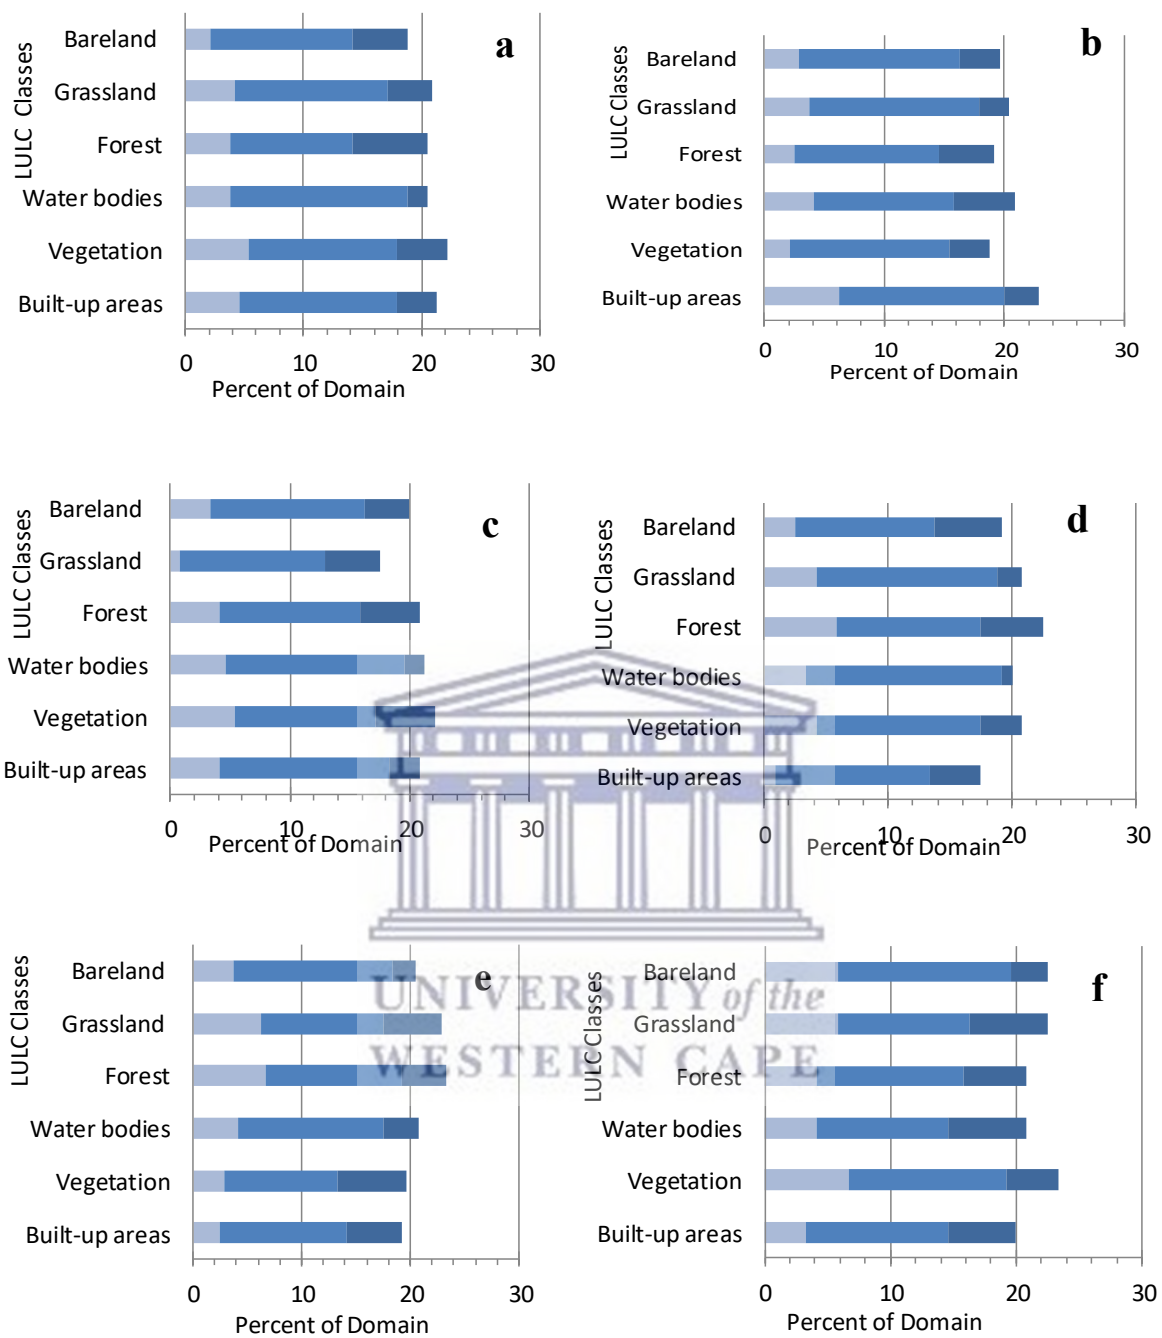 a
LULC Classes
Bareland
Grassland
Forest
Water bodies
Vegetation
Built-up areas
0 10 20 30
Percent of Domain
b
LULC Classes
Bareland
Grassland
Forest
Water bodies
Vegetation
Built-up areas
0 10 20 30
Percent of Domain
c
LULC Classes
Bareland
Grassland
Forest
Water bodies
Vegetation
Built-up areas
0 10 20 30
Percent of Domain
d
LULC Classes
Bareland
Grassland
Forest
Water bodies
Vegetation
Built-up areas
0 10 20 30
Percent of Domain
UNIVERSITY of the
WESTERN CAPE
e
LULC Classes
Bareland
Grassland
Forest
Water bodies
Vegetation
Built-up areas
0 10 20 30
Percent of Domain
f
LULC Classes
Bareland
Grassland
Forest
Water bodies
Vegetation
Built-up areas
0 10 20 30
Percent of Domain